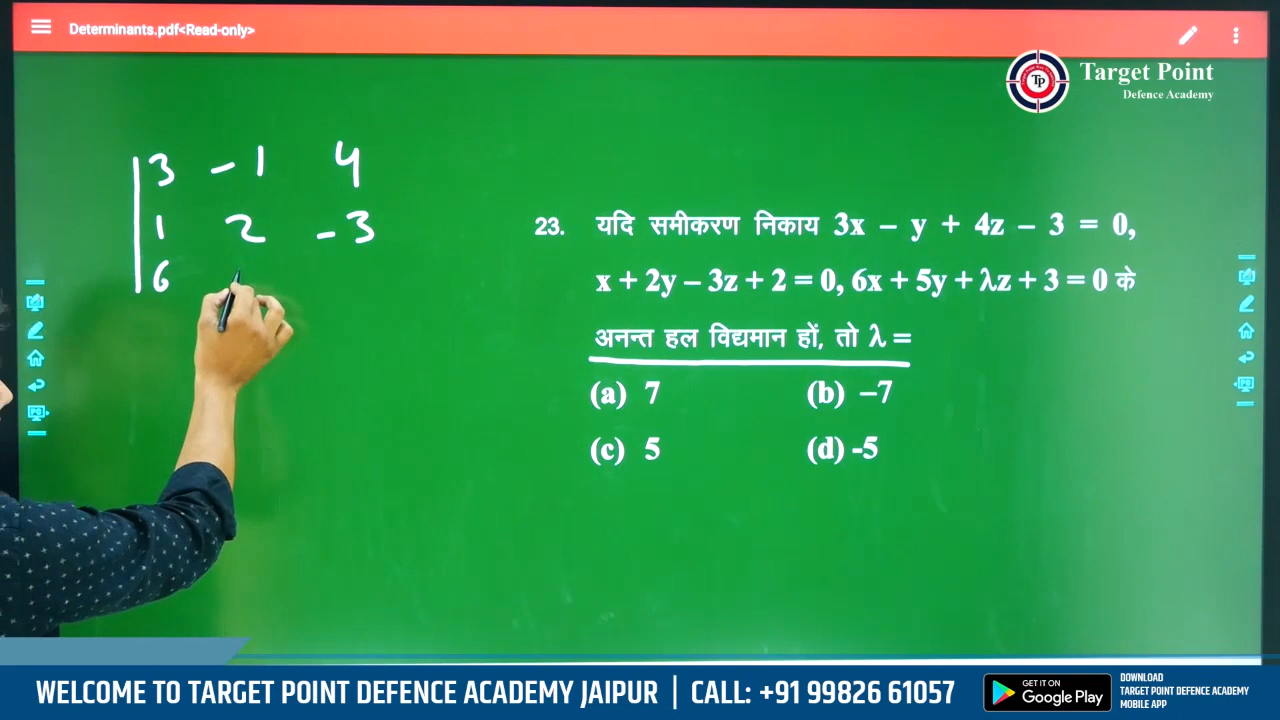 Determinants.pdf<Read-only>
Target Point
Defence Academy
TP
3 - 1 4
1 2 - 3
6
23. यदि समीकरण निकाय 3x – y + 4z – 3 = 0,
x + 2y – 3z + 2 = 0, 6x + 5y + λz + 3 = 0 के
अनन्त हल विद्यमान हों, तो λ =
(a) 7 (b) –7
(c) 5 (d) -5
WELCOME TO TARGET POINT DEFENCE ACADEMY JAIPUR | CALL: +91 99826 61057
GET IT ON
Google Play
DOWNLOAD
TARGET POINT DEFENCE ACADEMY
MOBILE APP